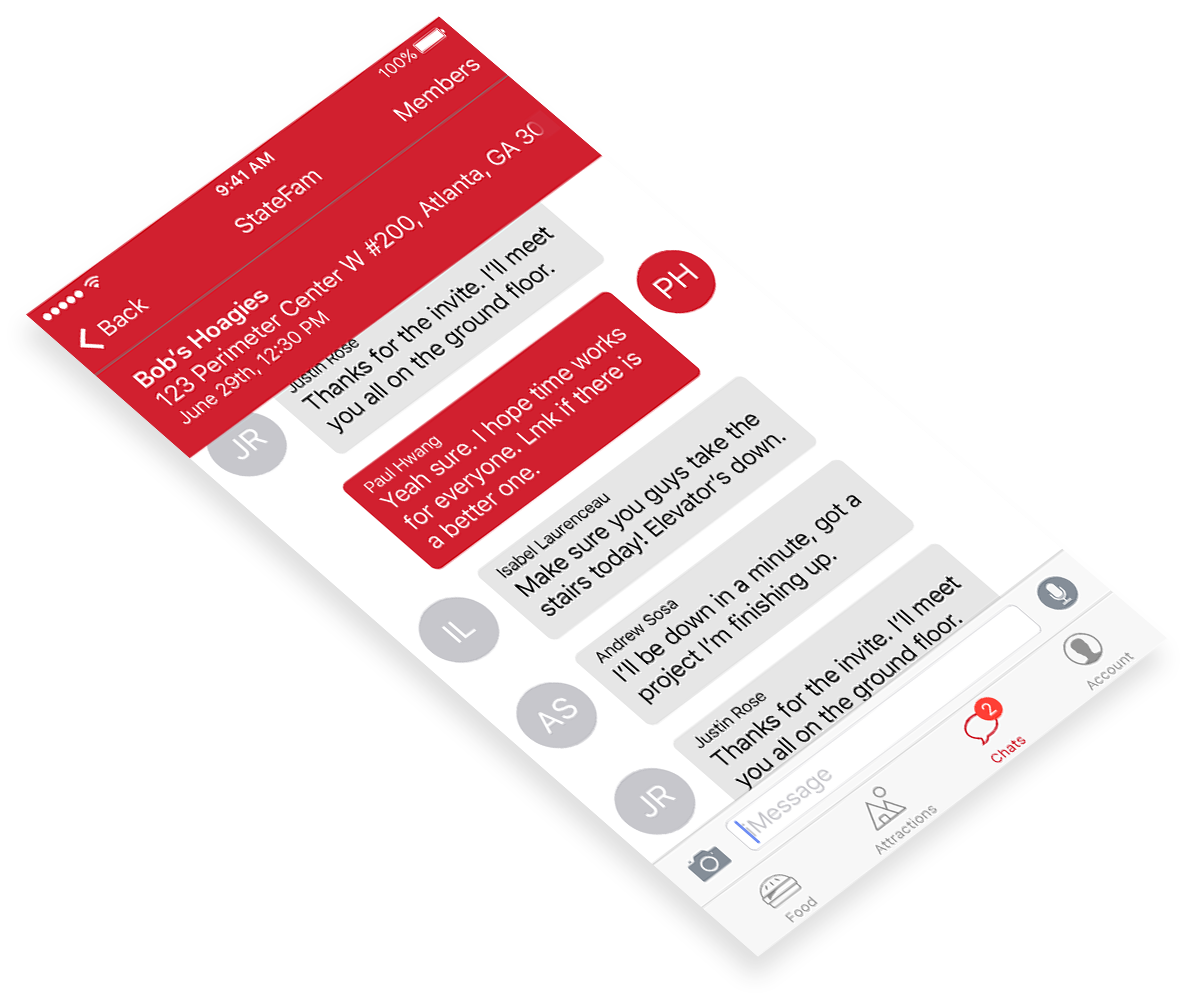 9:41 AM
100%
Back
StateFam
Members
Bob's Hoagies
123 Perimeter Center W #200, Atlanta, GA 30
June 29th, 12:30 PM
Justin Rose
Thanks for the invite. I'll meet
you all on the ground floor.
JR
PH
Paul Hwang
Yeah sure. I hope time works
for everyone. Lmk if there is
a better one.
Isabel Laurenceau
Make sure you guys take the
stairs today! Elevator's down.
IL
Andrew Sosa
I'll be down in a minute, got a
project I'm finishing up.
AS
Justin Rose
Thanks for the invite. I'll meet
you all on the ground floor.
JR
iMessage
Food
Attractions
2
Chats
Account